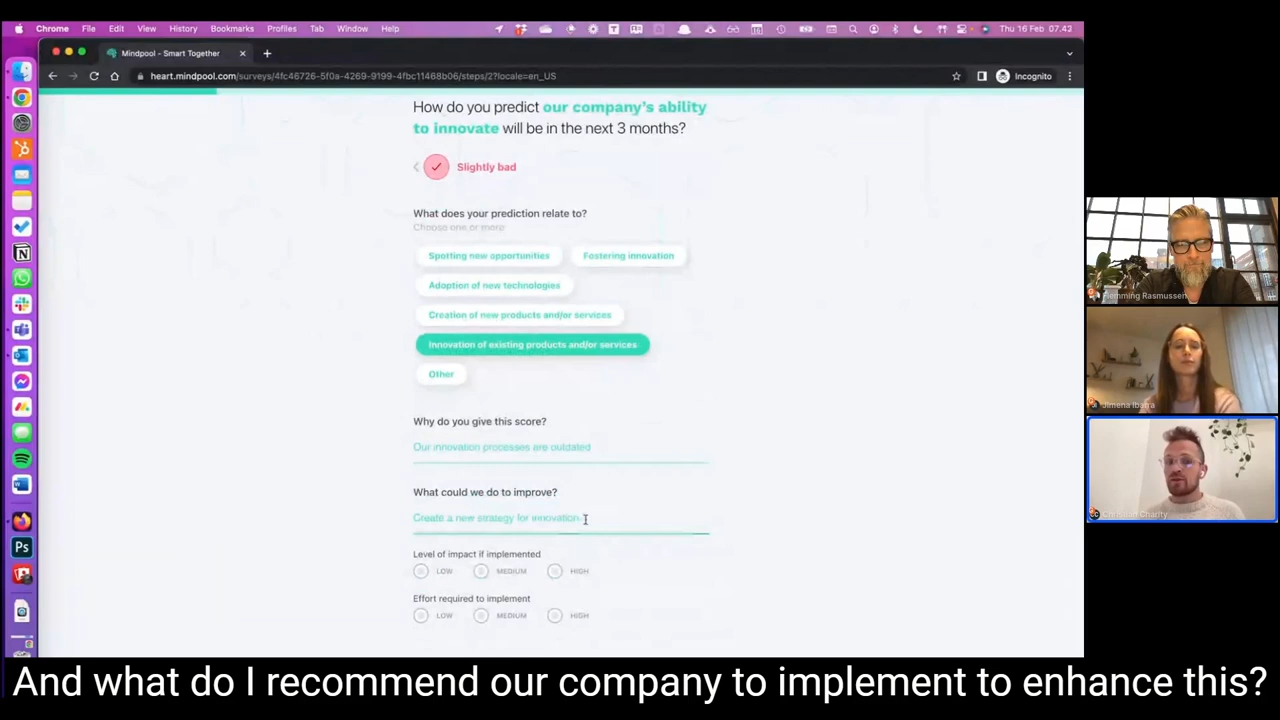 Chrome File Edit View History Bookmarks Profiles Tab Window Help
Thu 16 Feb 07.43
Mindpool - Smart Together
heart.mindpool.com/surveys/4fc46726-5f0a-4269-9199-4fbc11468b06/steps/2?locale=en_US
Incognito
How do you predict our company's ability
to innovate will be in the next 3 months?
Slightly bad
What does your prediction relate to?
Choose one or more
Spotting new opportunities
Fostering innovation
Adoption of new technologies
Creation of new products and/or services
Innovation of existing products and/or services
Other
Why do you give this score?
Our innovation processes are outdated
What could we do to improve?
Create a new strategy for innovation
Level of impact if implemented
LOW MEDIUM HIGH
Effort required to implement
LOW MEDIUM HIGH
Flemming Rasmussen
Jimena Ibarra
Christian Charity
And what do I recommend our company to implement to enhance this?